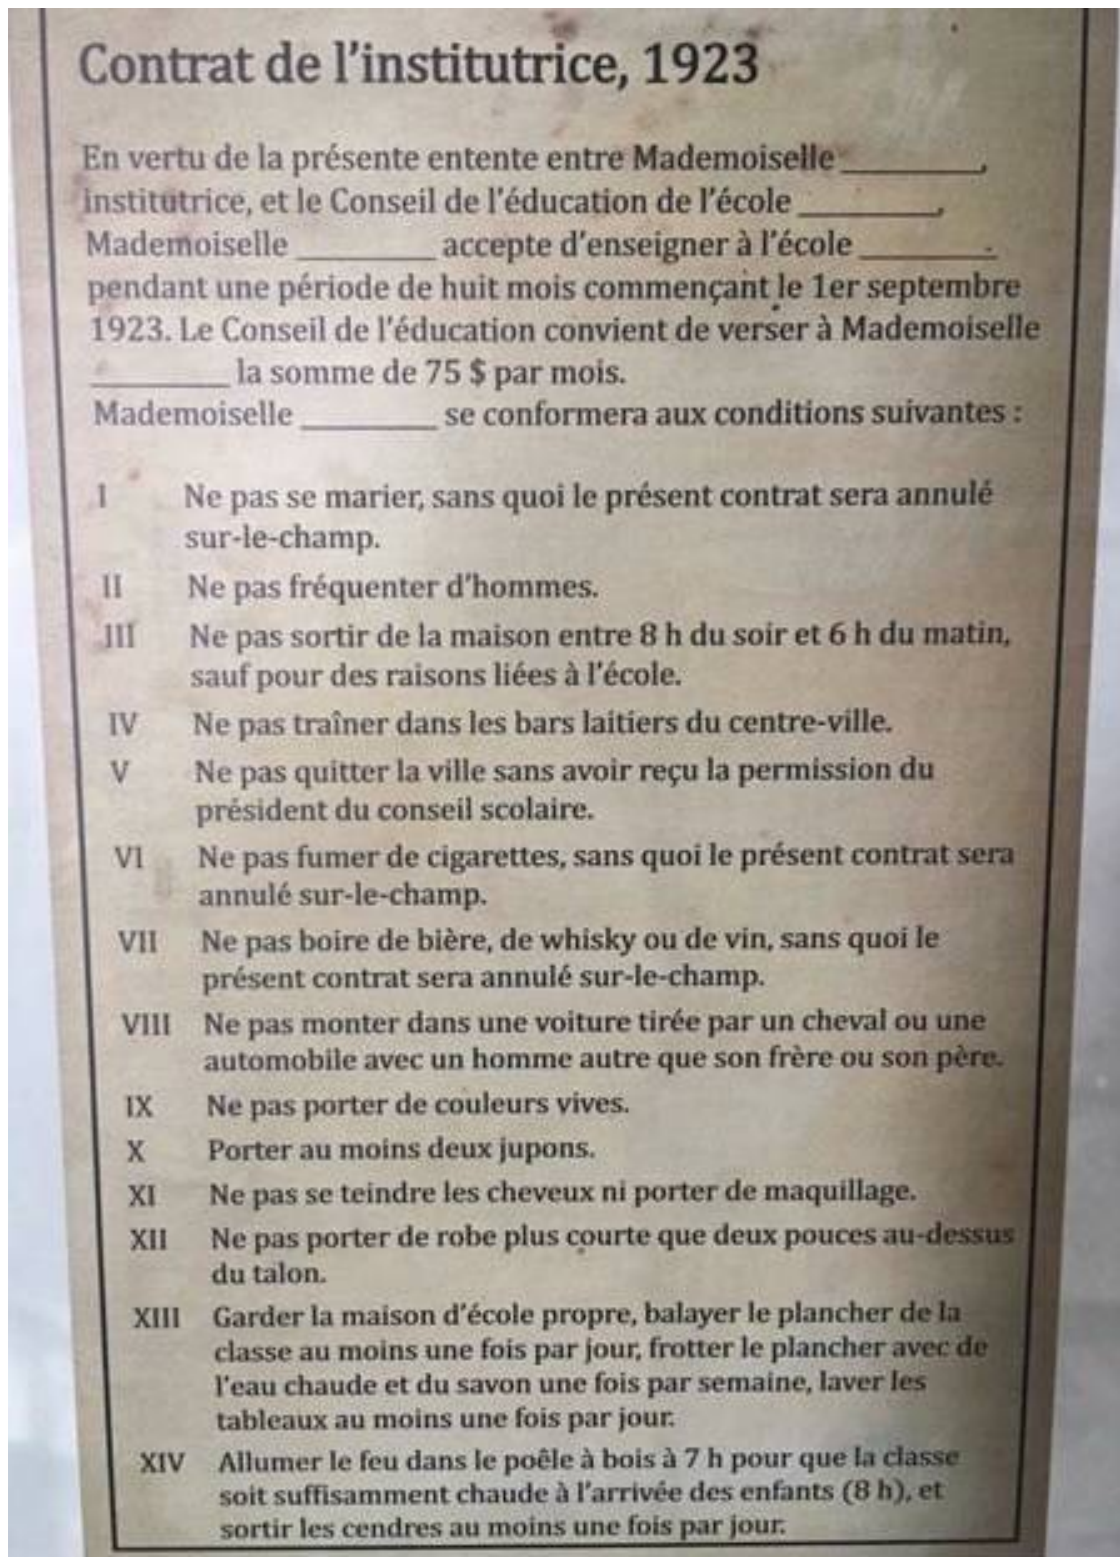 Contrat de l'institutrice, 1923
En vertu de la présente entente entre Mademoiselle ________,
institutrice, et le Conseil de l'éducation de l'école ________,
Mademoiselle ________ accepte d'enseigner à l'école ________.
pendant une période de huit mois commençant le 1er septembre
1923. Le Conseil de l'éducation convient de verser à Mademoiselle
________ la somme de 75 $ par mois.
Mademoiselle ________ se conformera aux conditions suivantes :
I Ne pas se marier, sans quoi le présent contrat sera annulé
sur-le-champ.
II Ne pas fréquenter d'hommes.
III Ne pas sortir de la maison entre 8 h du soir et 6 h du matin,
sauf pour des raisons liées à l'école.
IV Ne pas traîner dans les bars laitiers du centre-ville.
V Ne pas quitter la ville sans avoir reçu la permission du
président du conseil scolaire.
VI Ne pas fumer de cigarettes, sans quoi le présent contrat sera
annulé sur-le-champ.
VII Ne pas boire de bière, de whisky ou de vin, sans quoi le
présent contrat sera annulé sur-le-champ.
VIII Ne pas monter dans une voiture tirée par un cheval ou une
automobile avec un homme autre que son frère ou son père.
IX Ne pas porter de couleurs vives.
X Porter au moins deux jupons.
XI Ne pas se teindre les cheveux ni porter de maquillage.
XII Ne pas porter de robe plus courte que deux pouces au-dessus
du talon.
XIII Garder la maison d'école propre, balayer le plancher de la
classe au moins une fois par jour, frotter le plancher avec de
l'eau chaude et du savon une fois par semaine, laver les
tableaux au moins une fois par jour.
XIV Allumer le feu dans le poêle à bois à 7 h pour que la classe
soit suffisamment chaude à l'arrivée des enfants (8 h), et
sortir les cendres au moins une fois par jour.